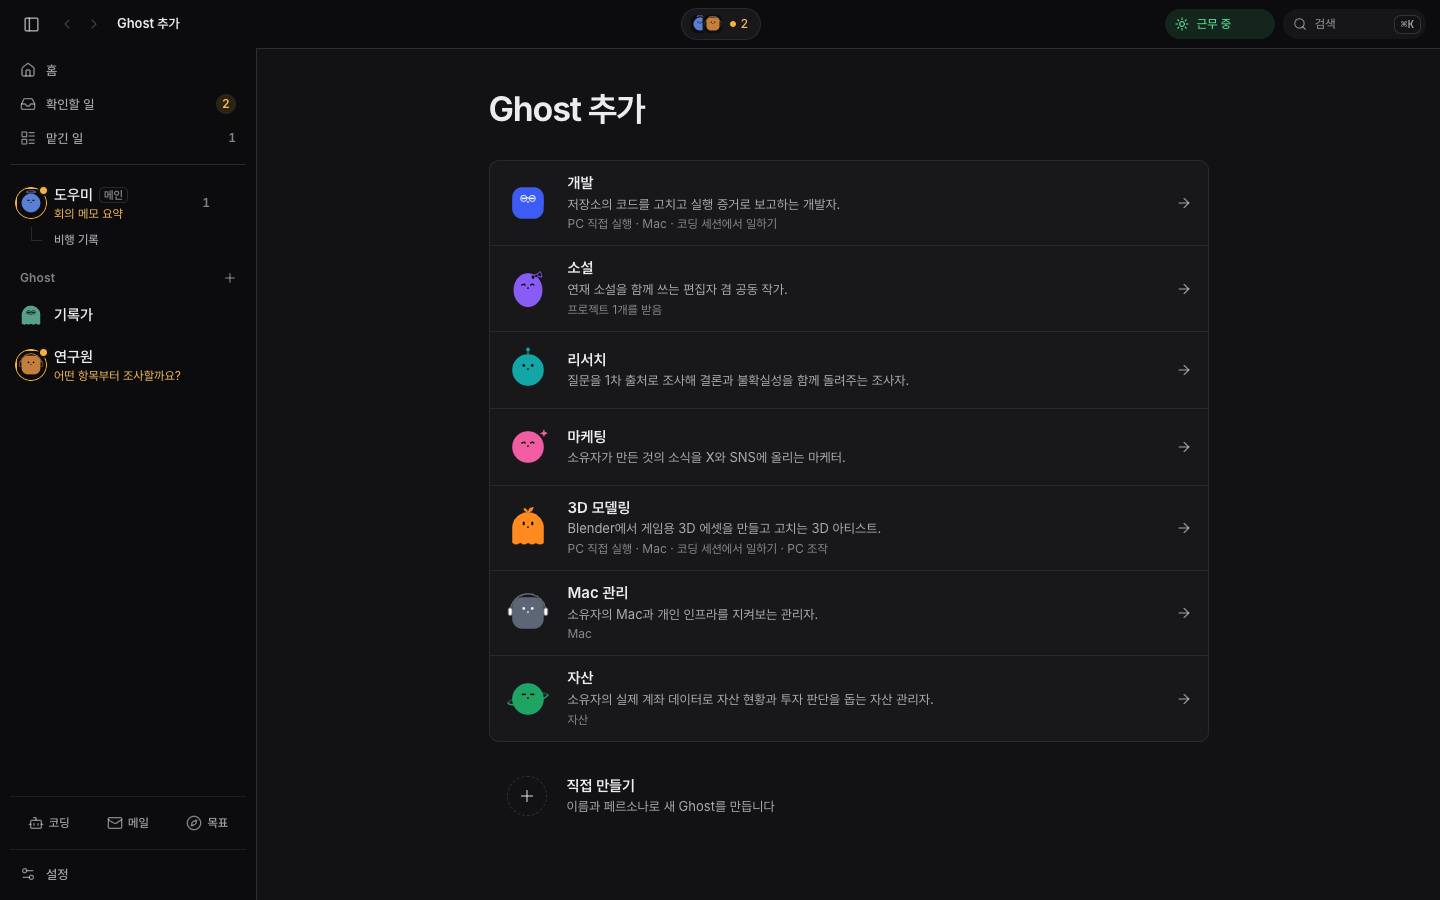 Ghost 추가
2
근무 중
검색
⌘K
홈
확인할 일
2
맡긴 일
1
도우미
메인
1
회의 메모 요약
비행 기록
Ghost
기록가
연구원
어떤 항목부터 조사할까요?
코딩
메일
목표
설정
Ghost 추가
개발
저장소의 코드를 고치고 실행 증거로 보고하는 개발자.
PC 직접 실행 · Mac · 코딩 세션에서 일하기
소설
연재 소설을 함께 쓰는 편집자 겸 공동 작가.
프로젝트 1개를 받음
리서치
질문을 1차 출처로 조사해 결론과 불확실성을 함께 돌려주는 조사자.
마케팅
소유자가 만든 것의 소식을 X와 SNS에 올리는 마케터.
3D 모델링
Blender에서 게임용 3D 에셋을 만들고 고치는 3D 아티스트.
PC 직접 실행 · Mac · 코딩 세션에서 일하기 · PC 조작
Mac 관리
소유자의 Mac과 개인 인프라를 지켜보는 관리자.
Mac
자산
소유자의 실제 계좌 데이터로 자산 현황과 투자 판단을 돕는 자산 관리자.
자산
직접 만들기
이름과 페르소나로 새 Ghost를 만듭니다